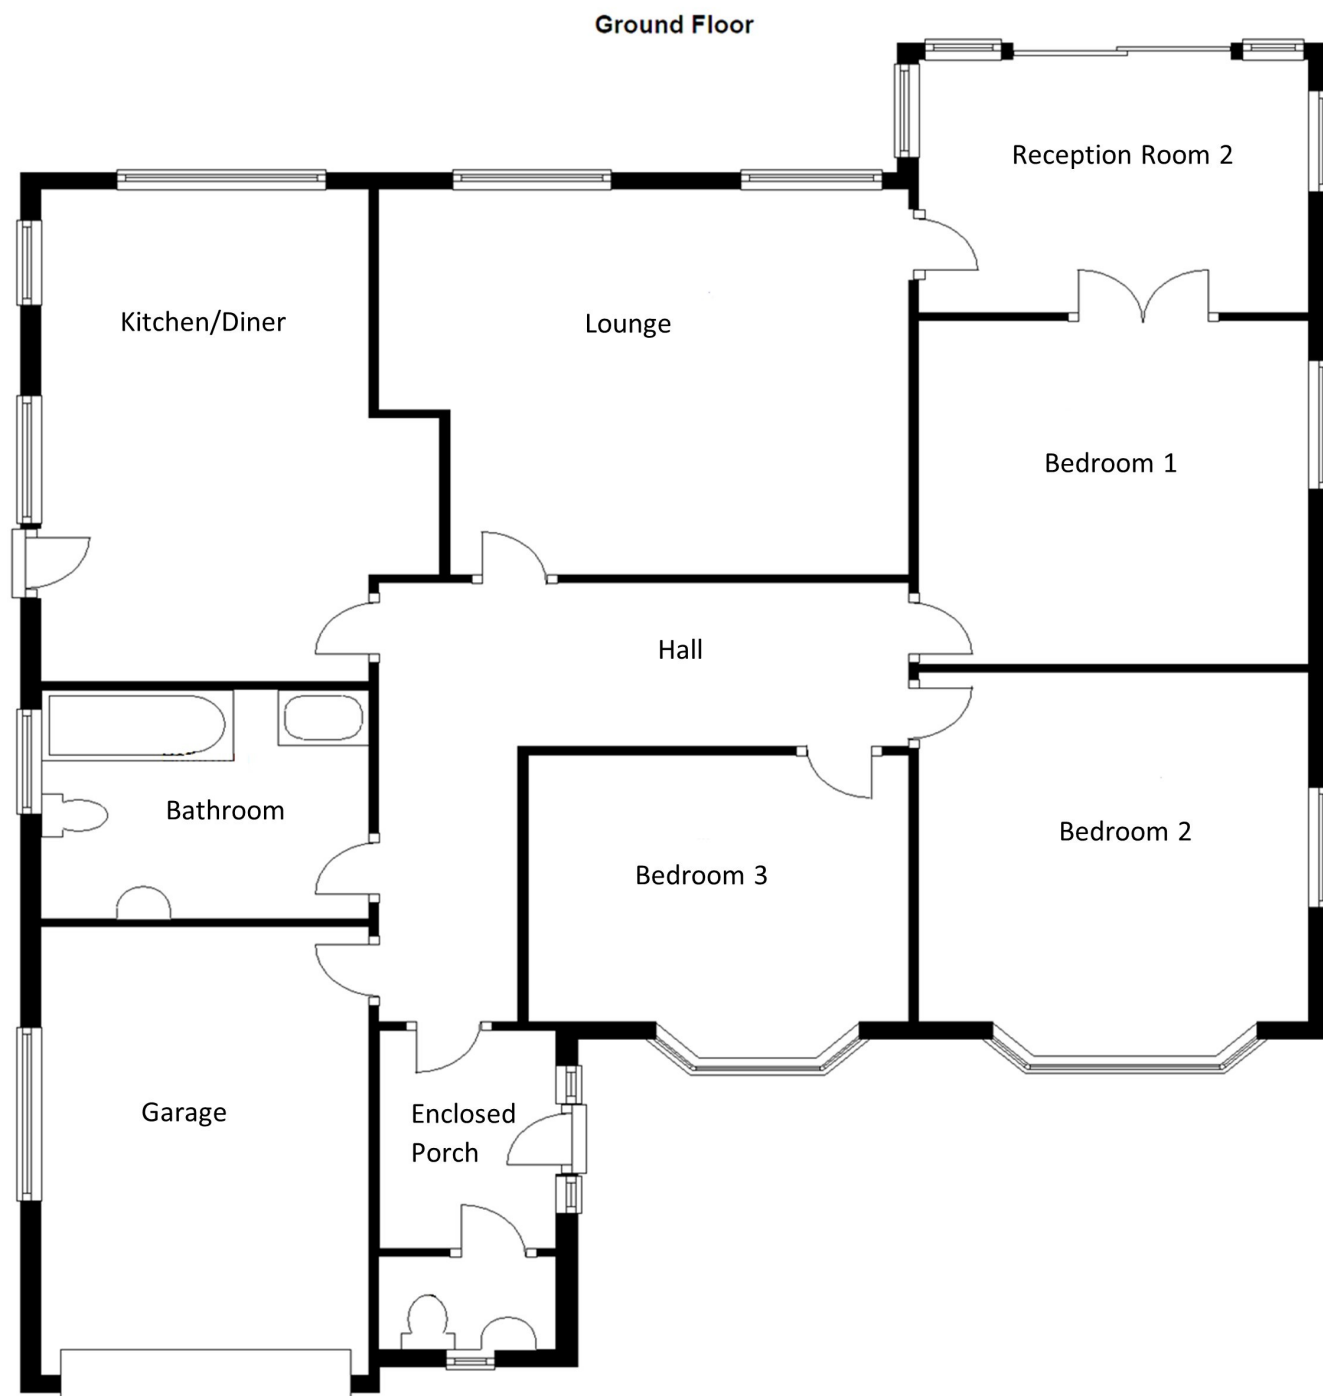 Ground Floor
Reception Room 2
Kitchen/Diner
Lounge
Bedroom 1
Hall
Bathroom
Bedroom 2
Bedroom 3
Garage
Enclosed
Porch